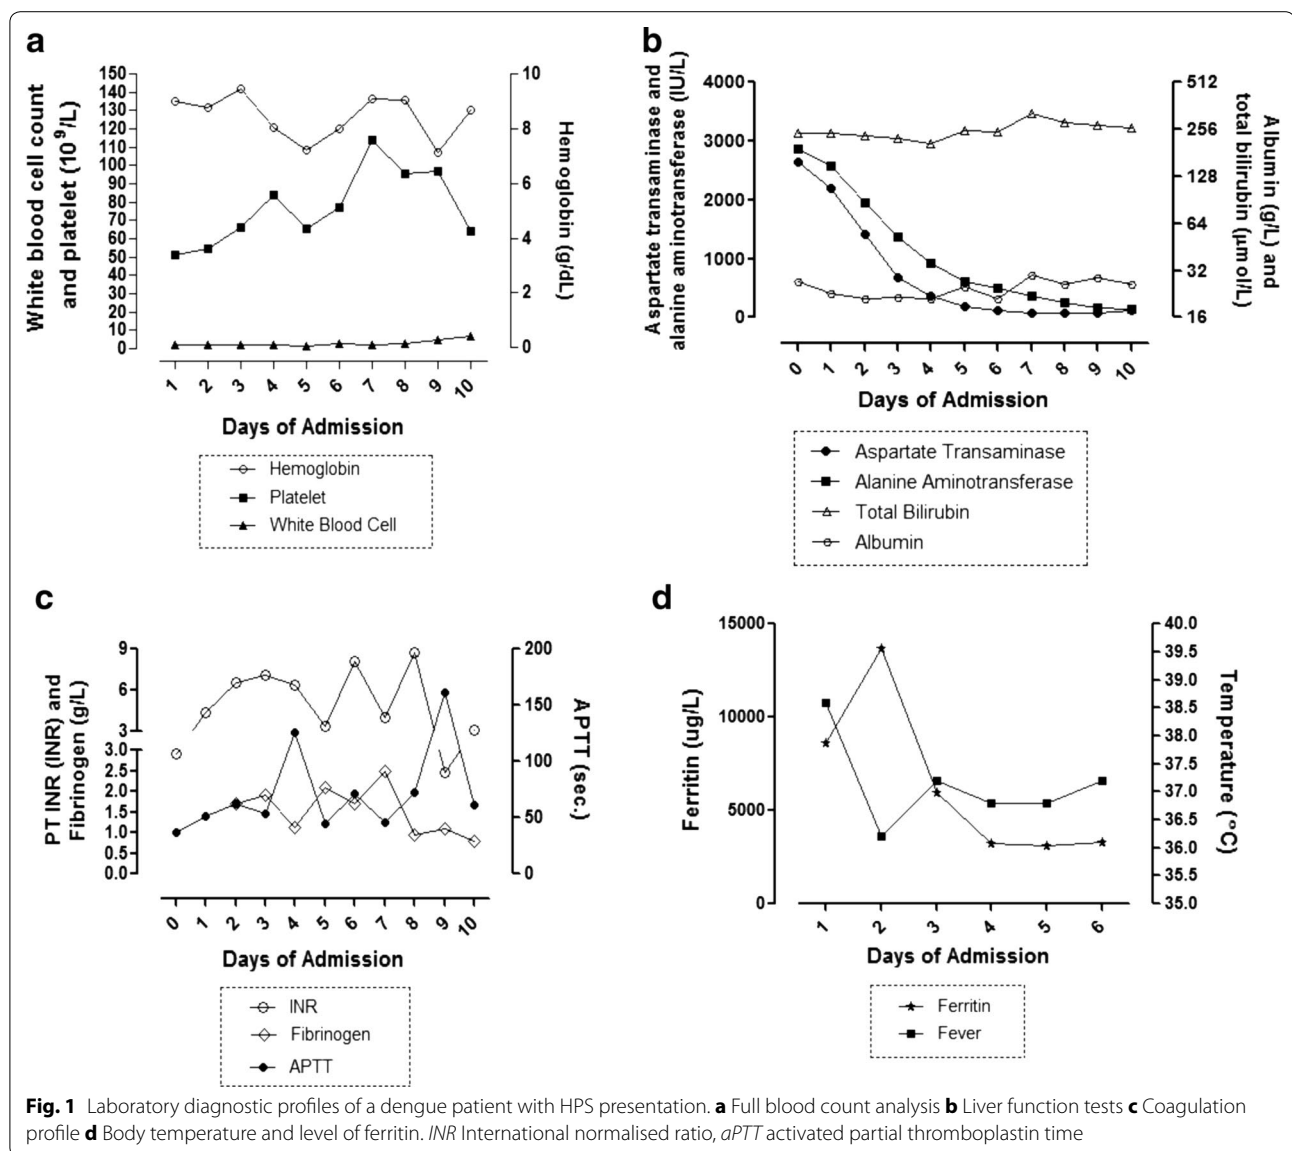 a
White blood cell count
and platelet (10⁹/L)
150
140
130
120
110
100
90
80
70
60
50
40
30
20
10
0
10
8
6
4
2
0
Hemoglobin (g/dL)
1 2 3 4 5 6 7 8 9 10
Days of Admission
Hemoglobin
Platelet
White Blood Cell
b
Aspartate transaminase and
alanine aminotransferase (IU/L)
4000
3000
2000
1000
0
512
256
128
64
32
16
Album in (g/L) and
total bilirubin (μmol/L)
0 1 2 3 4 5 6 7 8 9 10
Days of Admission
Aspartate Transaminase
Alanine Aminotransferase
Total Bilirubin
Albumin
c
PT INR (INR) and
Fibrinogen (g/L)
9
6
3
3.0
2.5
2.0
1.5
1.0
0.5
0.0
200
150
100
50
0
APTT (sec.)
0 1 2 3 4 5 6 7 8 9 10
Days of Admission
INR
Fibrinogen
APTT
d
Ferritin (ug/L)
15000
10000
5000
0
40.0
39.5
39.0
38.5
38.0
37.5
37.0
36.5
36.0
35.5
35.0
Temperature (°C)
1 2 3 4 5 6
Days of Admission
Ferritin
Fever
Fig. 1 Laboratory diagnostic profiles of a dengue patient with HPS presentation. a Full blood count analysis b Liver function tests c Coagulation
profile d Body temperature and level of ferritin. INR International normalised ratio, aPTT activated partial thromboplastin time